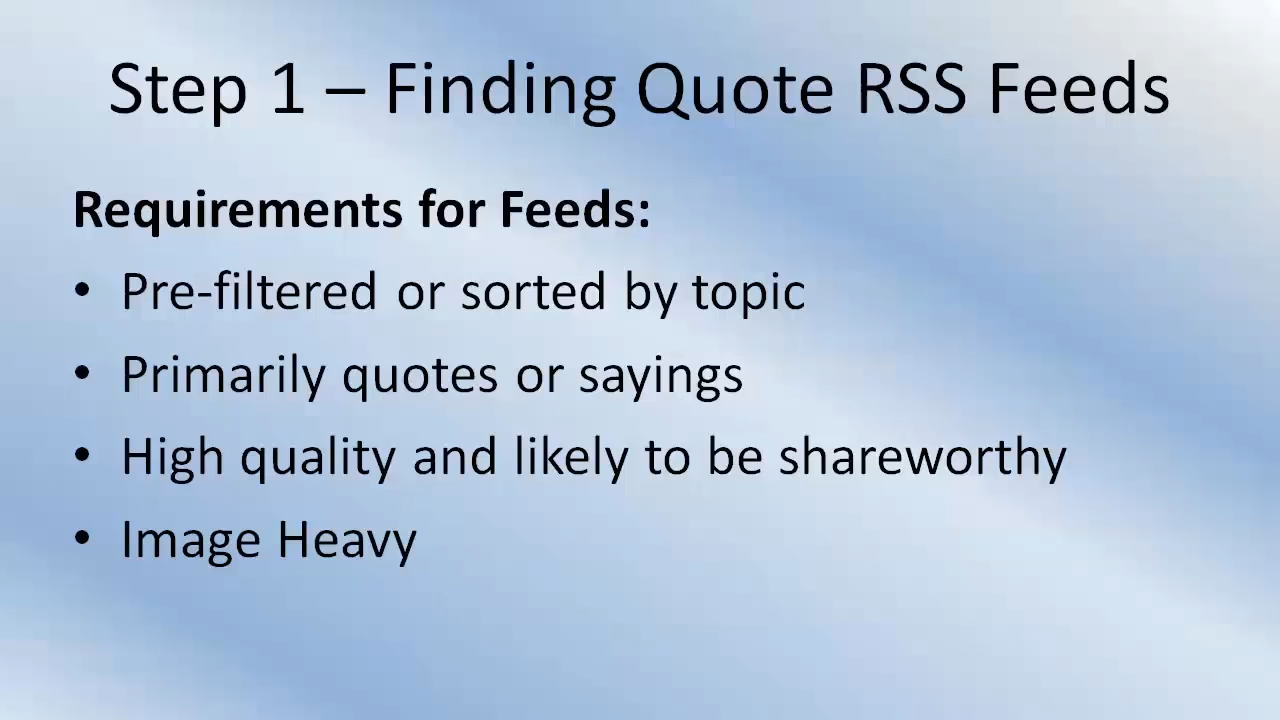 Step 1 – Finding Quote RSS Feeds
Requirements for Feeds:
• Pre-filtered or sorted by topic
• Primarily quotes or sayings
• High quality and likely to be shareworthy
• Image Heavy